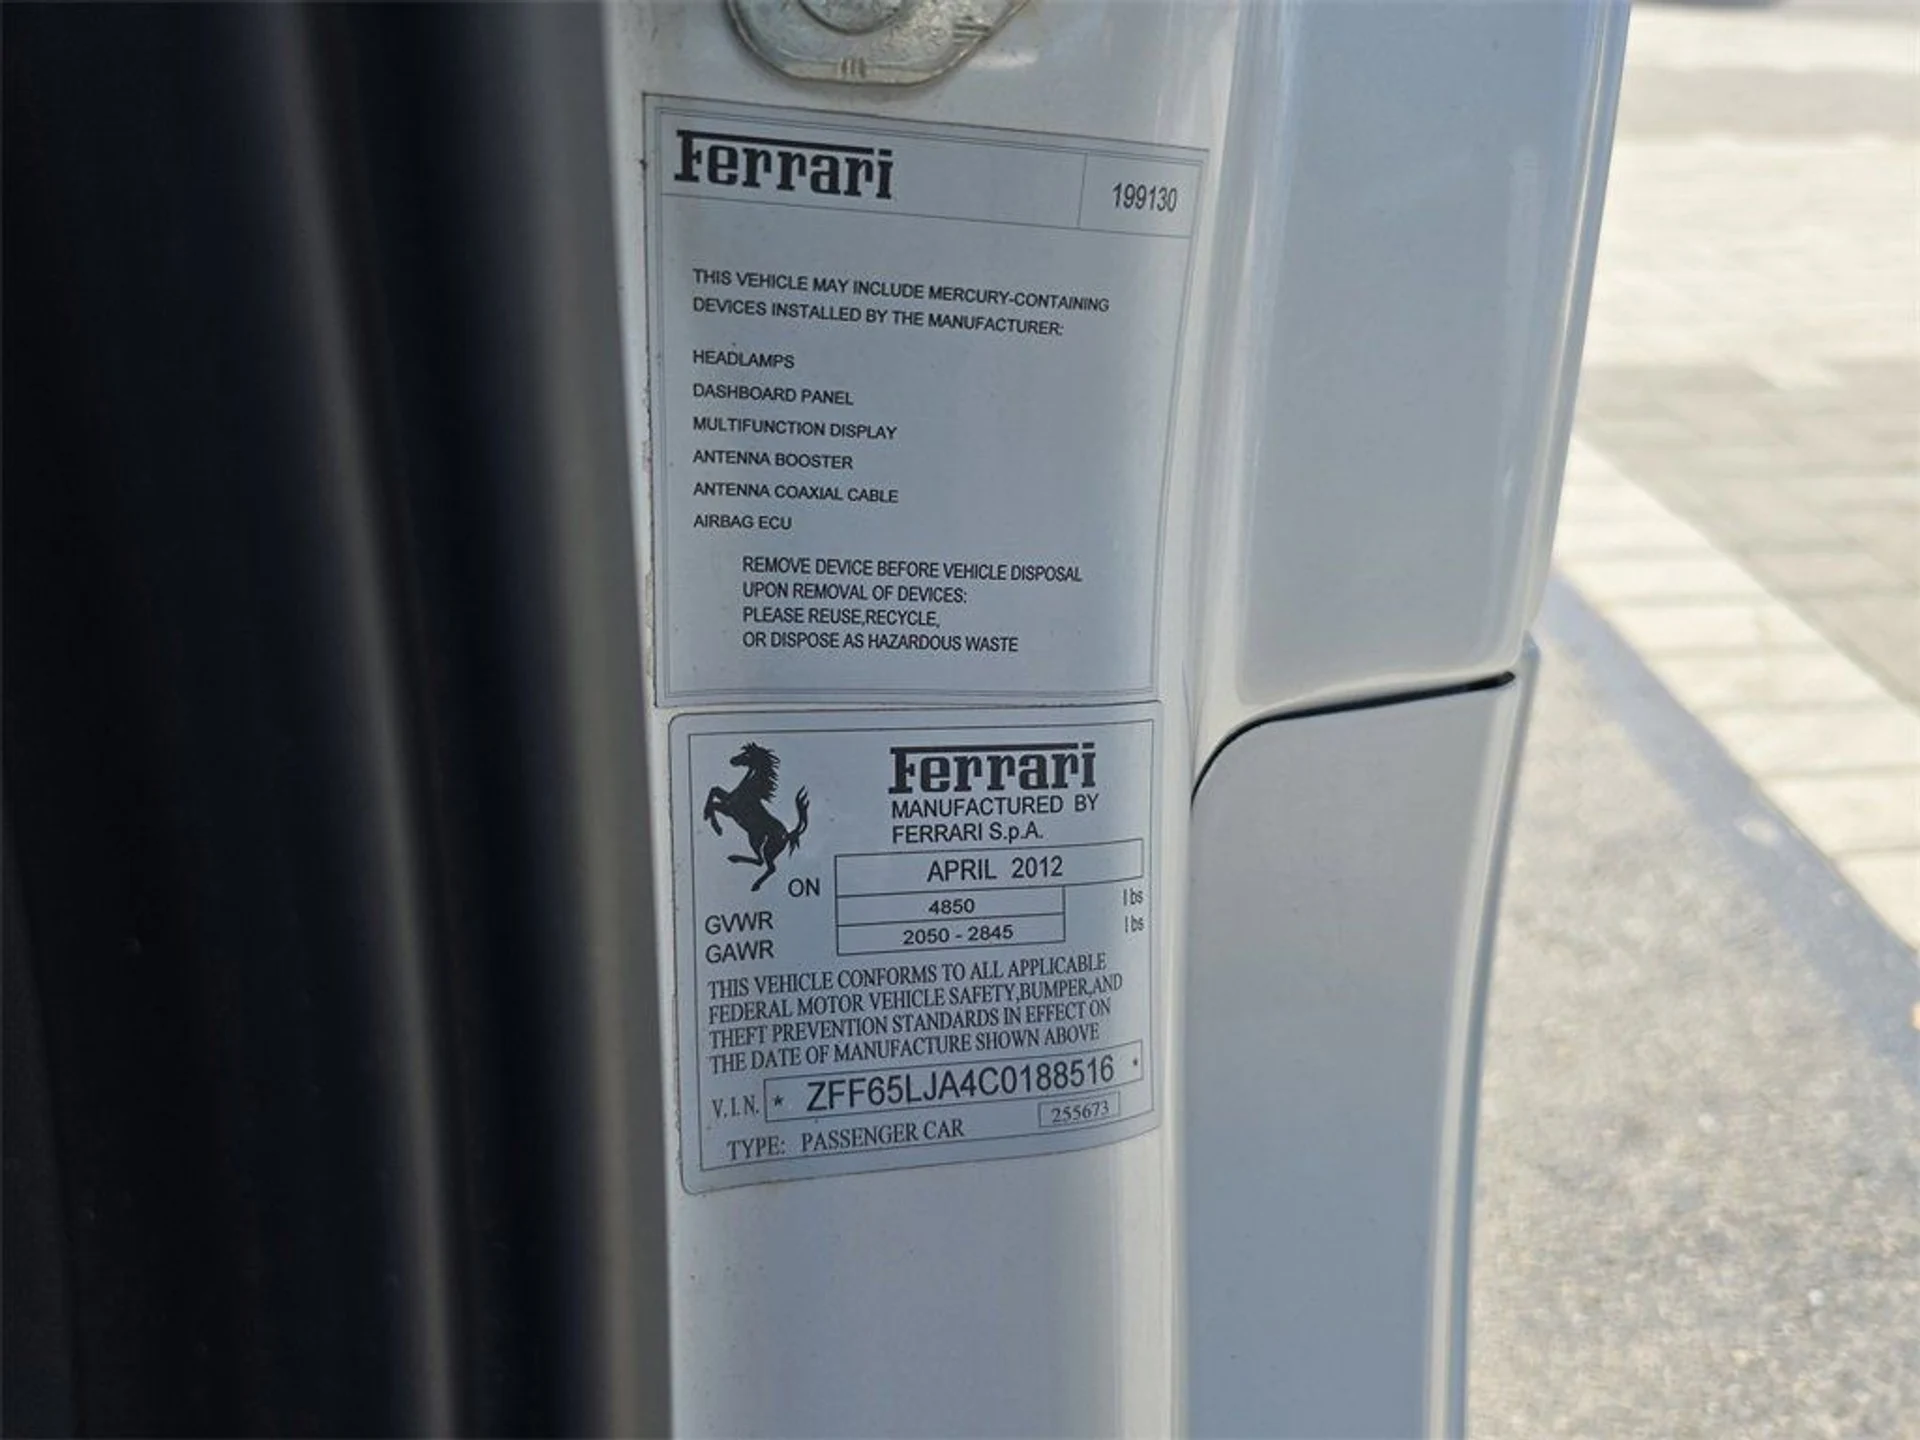 Ferrari
199130
THIS VEHICLE MAY INCLUDE MERCURY-CONTAINING
DEVICES INSTALLED BY THE MANUFACTURER:
HEADLAMPS
DASHBOARD PANEL
MULTIFUNCTION DISPLAY
ANTENNA BOOSTER
ANTENNA COAXIAL CABLE
AIRBAG ECU
REMOVE DEVICE BEFORE VEHICLE DISPOSAL
UPON REMOVAL OF DEVICES:
PLEASE REUSE,RECYCLE,
OR DISPOSE AS HAZARDOUS WASTE
Ferrari
MANUFACTURED BY
FERRARI S.p.A.
ON APRIL 2012
GVWR 4850 lbs
GAWR 2050 - 2845 lbs
THIS VEHICLE CONFORMS TO ALL APPLICABLE
FEDERAL MOTOR VEHICLE SAFETY,BUMPER,AND
THEFT PREVENTION STANDARDS IN EFFECT ON
THE DATE OF MANUFACTURE SHOWN ABOVE
V.I.N. * ZFF65LJA4C0188516 *
TYPE: PASSENGER CAR 255673